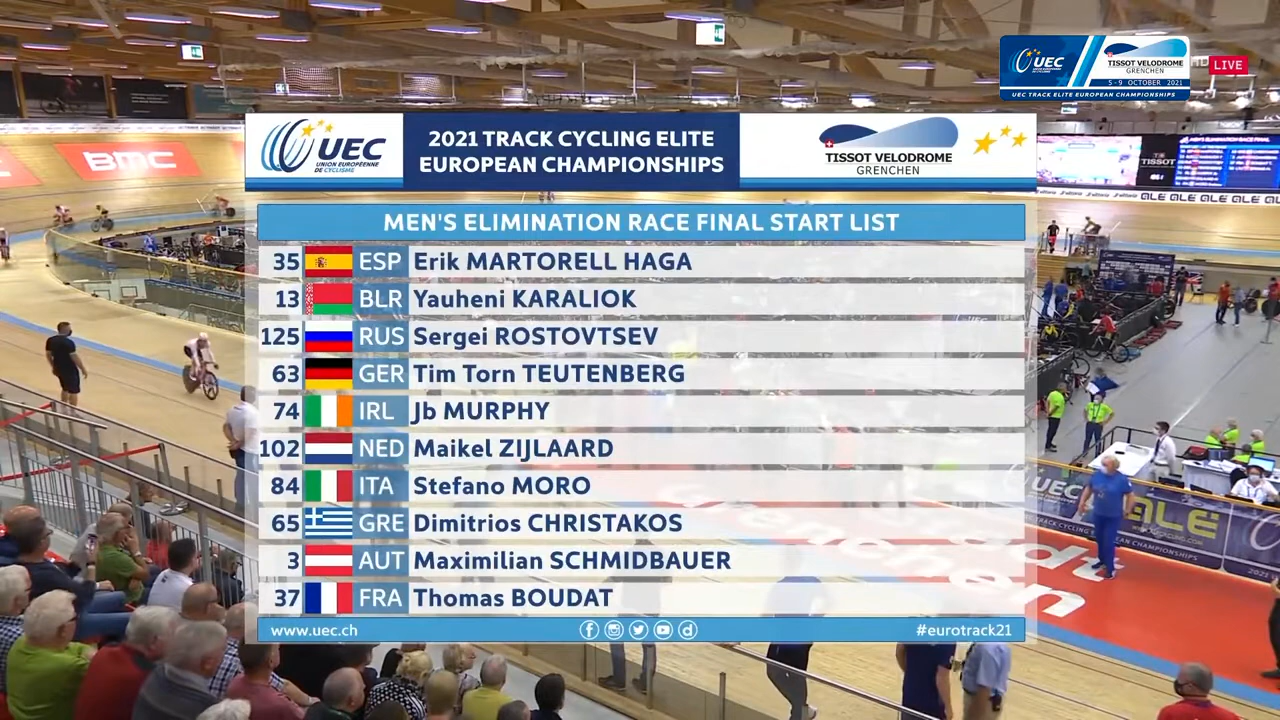 UEC
TISSOT VELODROME
GRENCHEN
5 - 9 OCTOBER 2021
UEC TRACK ELITE EUROPEAN CHAMPIONSHIPS
LIVE
UEC
UNION EUROPÉENNE
DE CYCLISME
2021 TRACK CYCLING ELITE
EUROPEAN CHAMPIONSHIPS
TISSOT VELODROME
GRENCHEN
BMC
TISSOT
MEN'S ELIMINATION RACE FINAL START LIST
35 ESP Erik MARTORELL HAGA
13 BLR Yauheni KARALIOK
125 RUS Sergei ROSTOVTSEV
63 GER Tim Torn TEUTENBERG
74 IRL Jb MURPHY
102 NED Maikel ZIJLAARD
84 ITA Stefano MORO
65 GRE Dimitrios CHRISTAKOS
3 AUT Maximilian SCHMIDBAUER
37 FRA Thomas BOUDAT
www.uec.ch
#eurotrack21
UEC
ALÉ